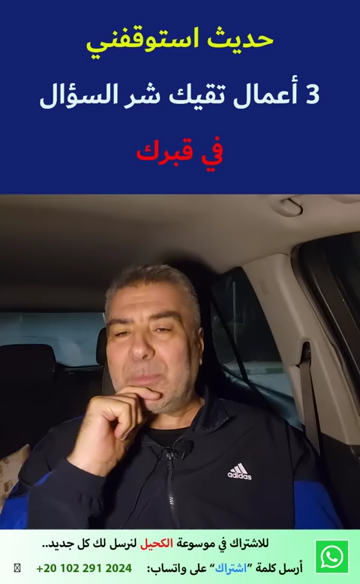 حديث استوقفني
3 أعمال تقيك شر السؤال
في قبرك
adidas
للاشتراك في موسوعة الكحيل لنرسل لك كل جديد..
أرسل كلمة "اشتراك" على واتساب: +20 102 291 2024